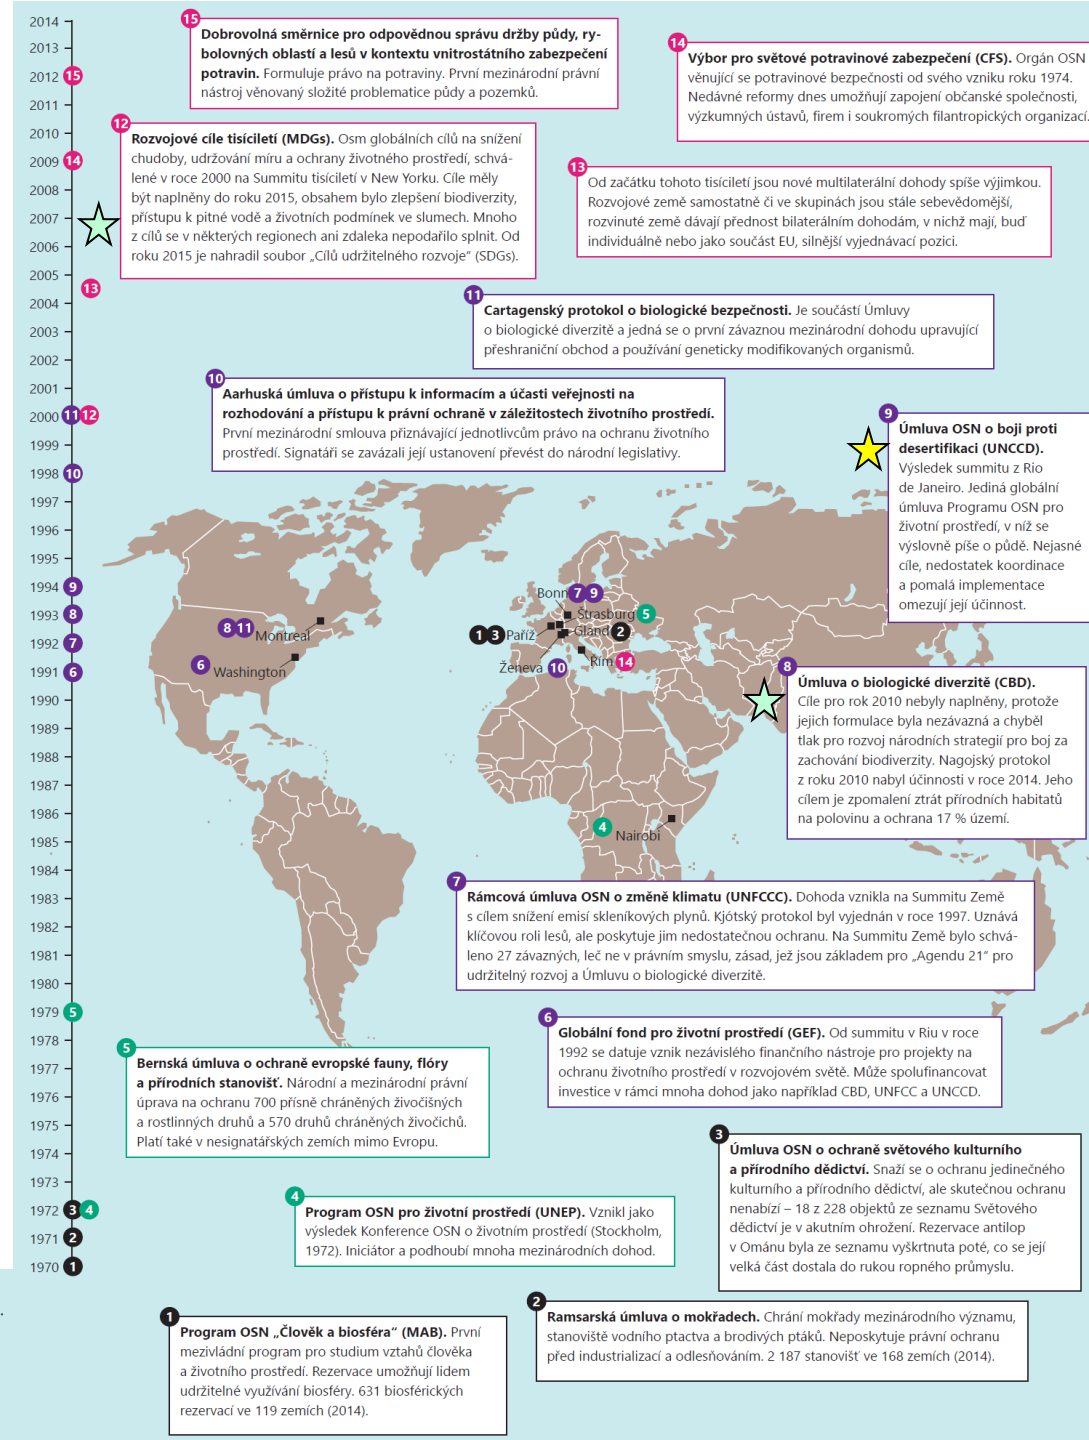 2014
2013
2012
2011
2010
2009
2008
2007
2006
2005
2004
2003
2002
2001
2000
1999
1998
1997
1996
1995
1994
1993
1992
1991
1990
1989
1988
1987
1986
1985
1984
1983
1982
1981
1980
1979
1978
1977
1976
1975
1974
1973
1972
1971
1970
15
14
13
11 12
10
9
8
7
6
5
3 4
2
1
15
Dobrovolná směrnice pro odpovědnou správu držby půdy, ry-
bolovných oblastí a lesů v kontextu vnitrostátního zabezpečení
potravin. Formuluje právo na potraviny. První mezinárodní právní
nástroj věnovaný složité problematice půdy a pozemků.
14
Výbor pro světové potravinové zabezpečení (CFS). Orgán OSN
věnující se potravinové bezpečnosti od svého vzniku roku 1974.
Nedávné reformy dnes umožňují zapojení občanské společnosti,
výzkumných ústavů, firem i soukromých filantropických organizací.
12
Rozvojové cíle tisíciletí (MDGs). Osm globálních cílů na snížení
chudoby, udržování míru a ochrany životného prostředí, schvá-
lené v roce 2000 na Summitu tisíciletí v New Yorku. Cíle měly
být naplněny do roku 2015, obsahem bylo zlepšení biodiverzity,
přístupu k pitné vodě a životních podmínek ve slumech. Mnoho
z cílů se v některých regionech ani zdaleka nepodařilo splnit. Od
roku 2015 je nahradil soubor „Cílů udržitelného rozvoje“ (SDGs).
13
Od začátku tohoto tisíciletí jsou nové multilaterální dohody spíše výjimkou.
Rozvojové země samostatně či ve skupinách jsou stále sebevědomější,
rozvinuté země dávají přednost bilaterálním dohodám, v nichž mají, buď
individuálně nebo jako součást EU, silnější vyjednávací pozici.
11
Cartagenský protokol o biologické bezpečnosti. Je součástí Úmluvy
o biologické diverzitě a jedná se o první závaznou mezinárodní dohodu upravující
přeshraniční obchod a používání geneticky modifikovaných organismů.
10
Aarhuská úmluva o přístupu k informacím a účasti veřejnosti na
rozhodování a přístupu k právní ochraně v záležitostech životního prostředí.
První mezinárodní smlouva přiznávající jednotlivcům právo na ochranu životního
prostředí. Signatáři se zavázali její ustanovení převést do národní legislativy.
9
Úmluva OSN o boji proti
desertifikaci (UNCCD).
Výsledek summitu z Rio
de Janeiro. Jediná globální
úmluva Programu OSN pro
životní prostředí, v níž se
výslovně píše o půdě. Nejasné
cíle, nedostatek koordinace
a pomalá implementace
omezují její účinnost.
Bonn 7 9
Štrasburg 5
1 3 Paříž
Gland 2
Ženeva 10
Řím 14
8 11 Montreal
6 Washington
4 Nairobi
8
Úmluva o biologické diverzitě (CBD).
Cíle pro rok 2010 nebyly naplněny, protože
jejich formulace byla nezávazná a chyběl
tlak pro rozvoj národních strategií pro boj za
zachování biodiverzity. Nagojský protokol
z roku 2010 nabyl účinnosti v roce 2014. Jeho
cílem je zpomalení ztrát přírodních habitatů
na polovinu a ochrana 17 % území.
7
Rámcová úmluva OSN o změně klimatu (UNFCCC). Dohoda vznikla na Summitu Země
s cílem snížení emisí skleníkových plynů. Kjótský protokol byl vyjednán v roce 1997. Uznává
klíčovou roli lesů, ale poskytuje jim nedostatečnou ochranu. Na Summitu Země bylo schvá-
leno 27 závazných, leč ne v právním smyslu, zásad, jež jsou základem pro „Agendu 21“ pro
udržitelný rozvoj a Úmluvu o biologické diverzitě.
6
Globální fond pro životní prostředí (GEF). Od summitu v Riu v roce
1992 se datuje vznik nezávislého finančního nástroje pro projekty na
ochranu životního prostředí v rozvojovém světě. Může spolufinancovat
investice v rámci mnoha dohod jako například CBD, UNFCC a UNCCD.
5
Bernská úmluva o ochraně evropské fauny, flóry
a přírodních stanovišť. Národní a mezinárodní právní
úprava na ochranu 700 přísně chráněných živočišných
a rostlinných druhů a 570 druhů chráněných živočichů.
Platí také v nesignatářských zemích mimo Evropu.
3
Úmluva OSN o ochraně světového kulturního
a přírodního dědictví. Snaží se o ochranu jedinečného
kulturního a přírodního dědictví, ale skutečnou ochranu
nenabízí – 18 z 228 objektů ze seznamu Světového
dědictví je v akutním ohrožení. Rezervace antilop
v Ománu byla ze seznamu vyškrtnuta poté, co se její
velká část dostala do rukou ropného průmyslu.
4
Program OSN pro životní prostředí (UNEP). Vznikl jako
výsledek Konference OSN o životním prostředí (Stockholm,
1972). Iniciátor a podhoubí mnoha mezinárodních dohod.
2
Ramsarská úmluva o mokřadech. Chrání mokřady mezinárodního významu,
stanoviště vodního ptactva a brodivých ptáků. Neposkytuje právní ochranu
před industrializací a odlesňováním. 2 187 stanovišť ve 168 zemích (2014).
1
Program OSN „Člověk a biosféra“ (MAB). První
mezivládní program pro studium vztahů člověka
a životního prostředí. Rezervace umožňují lidem
udržitelné využívání biosféry. 631 biosférických
rezervací ve 119 zemích (2014).